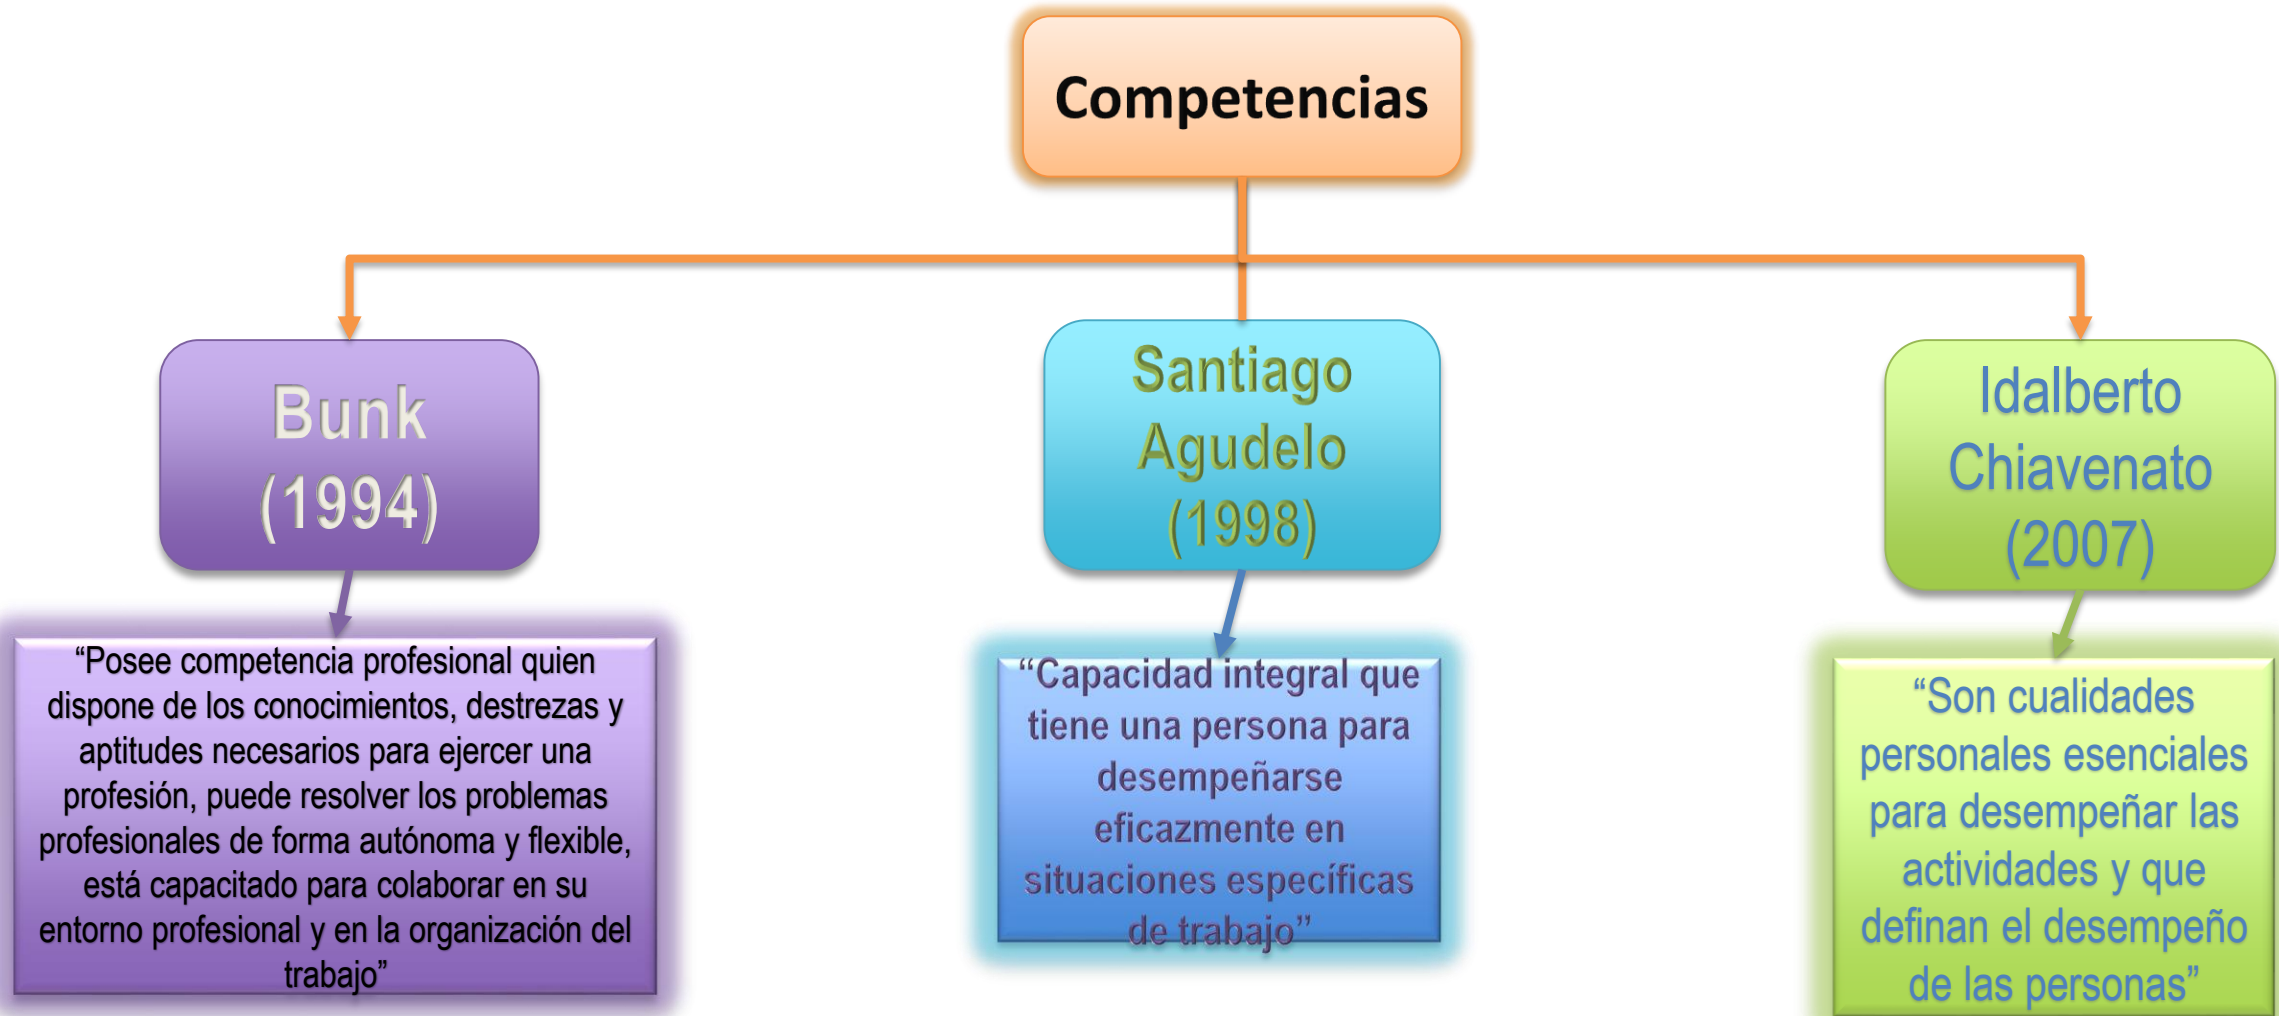 Competencias
Bunk
(1994)
“Posee competencia profesional quien
dispone de los conocimientos, destrezas y
aptitudes necesarios para ejercer una
profesión, puede resolver los problemas
profesionales de forma autónoma y flexible,
está capacitado para colaborar en su
entorno profesional y en la organización del
trabajo”
Santiago
Agudelo
(1998)
“Capacidad integral que
tiene una persona para
desempeñarse
eficazmente en
situaciones específicas
de trabajo”
Idalberto
Chiavenato
(2007)
“Son cualidades
personales esenciales
para desempeñar las
actividades y que
definan el desempeño
de las personas”